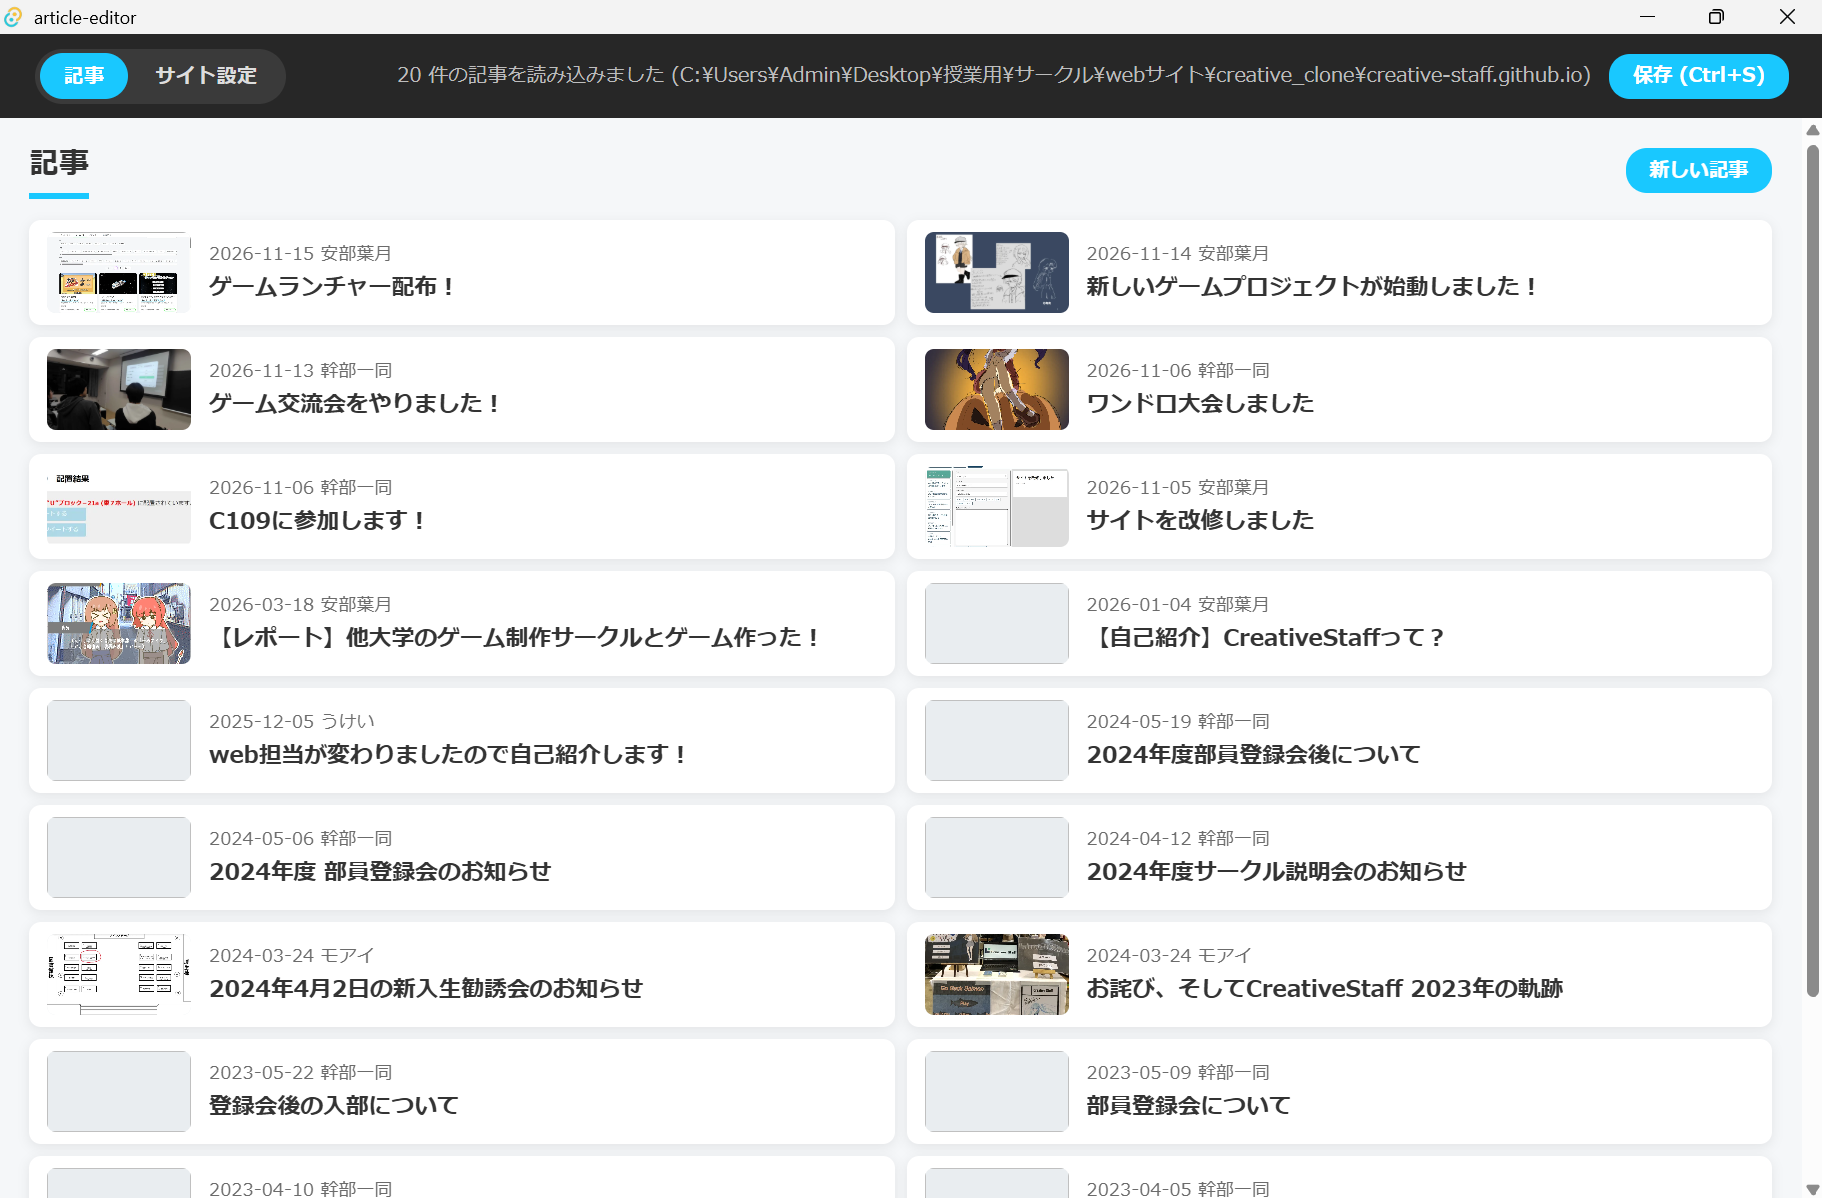 article-editor
記事
サイト設定
20 件の記事を読み込みました (C:¥Users¥Admin¥Desktop¥授業用¥サークル¥webサイト¥creative_clone¥creative-staff.github.io)
保存 (Ctrl+S)
記事
新しい記事
2026-11-15 安部葉月
ゲームランチャー配布！
2026-11-14 安部葉月
新しいゲームプロジェクトが始動しました！
2026-11-13 幹部一同
ゲーム交流会をやりました！
2026-11-06 幹部一同
ワンドロ大会しました
配置結果
2026-11-06 幹部一同
C109に参加します！
2026-11-05 安部葉月
サイトを改修しました
2026-03-18 安部葉月
【レポート】他大学のゲーム制作サークルとゲーム作った！
2026-01-04 安部葉月
【自己紹介】CreativeStaffって？
2025-12-05 うけい
web担当が変わりましたので自己紹介します！
2024-05-19 幹部一同
2024年度部員登録会後について
2024-05-06 幹部一同
2024年度 部員登録会のお知らせ
2024-04-12 幹部一同
2024年度サークル説明会のお知らせ
2024-03-24 モアイ
2024年4月2日の新入生勧誘会のお知らせ
2024-03-24 モアイ
お詫び、そしてCreativeStaff 2023年の軌跡
2023-05-22 幹部一同
登録会後の入部について
2023-05-09 幹部一同
部員登録会について
2023-04-10 幹部一同
2023-04-05 幹部一同